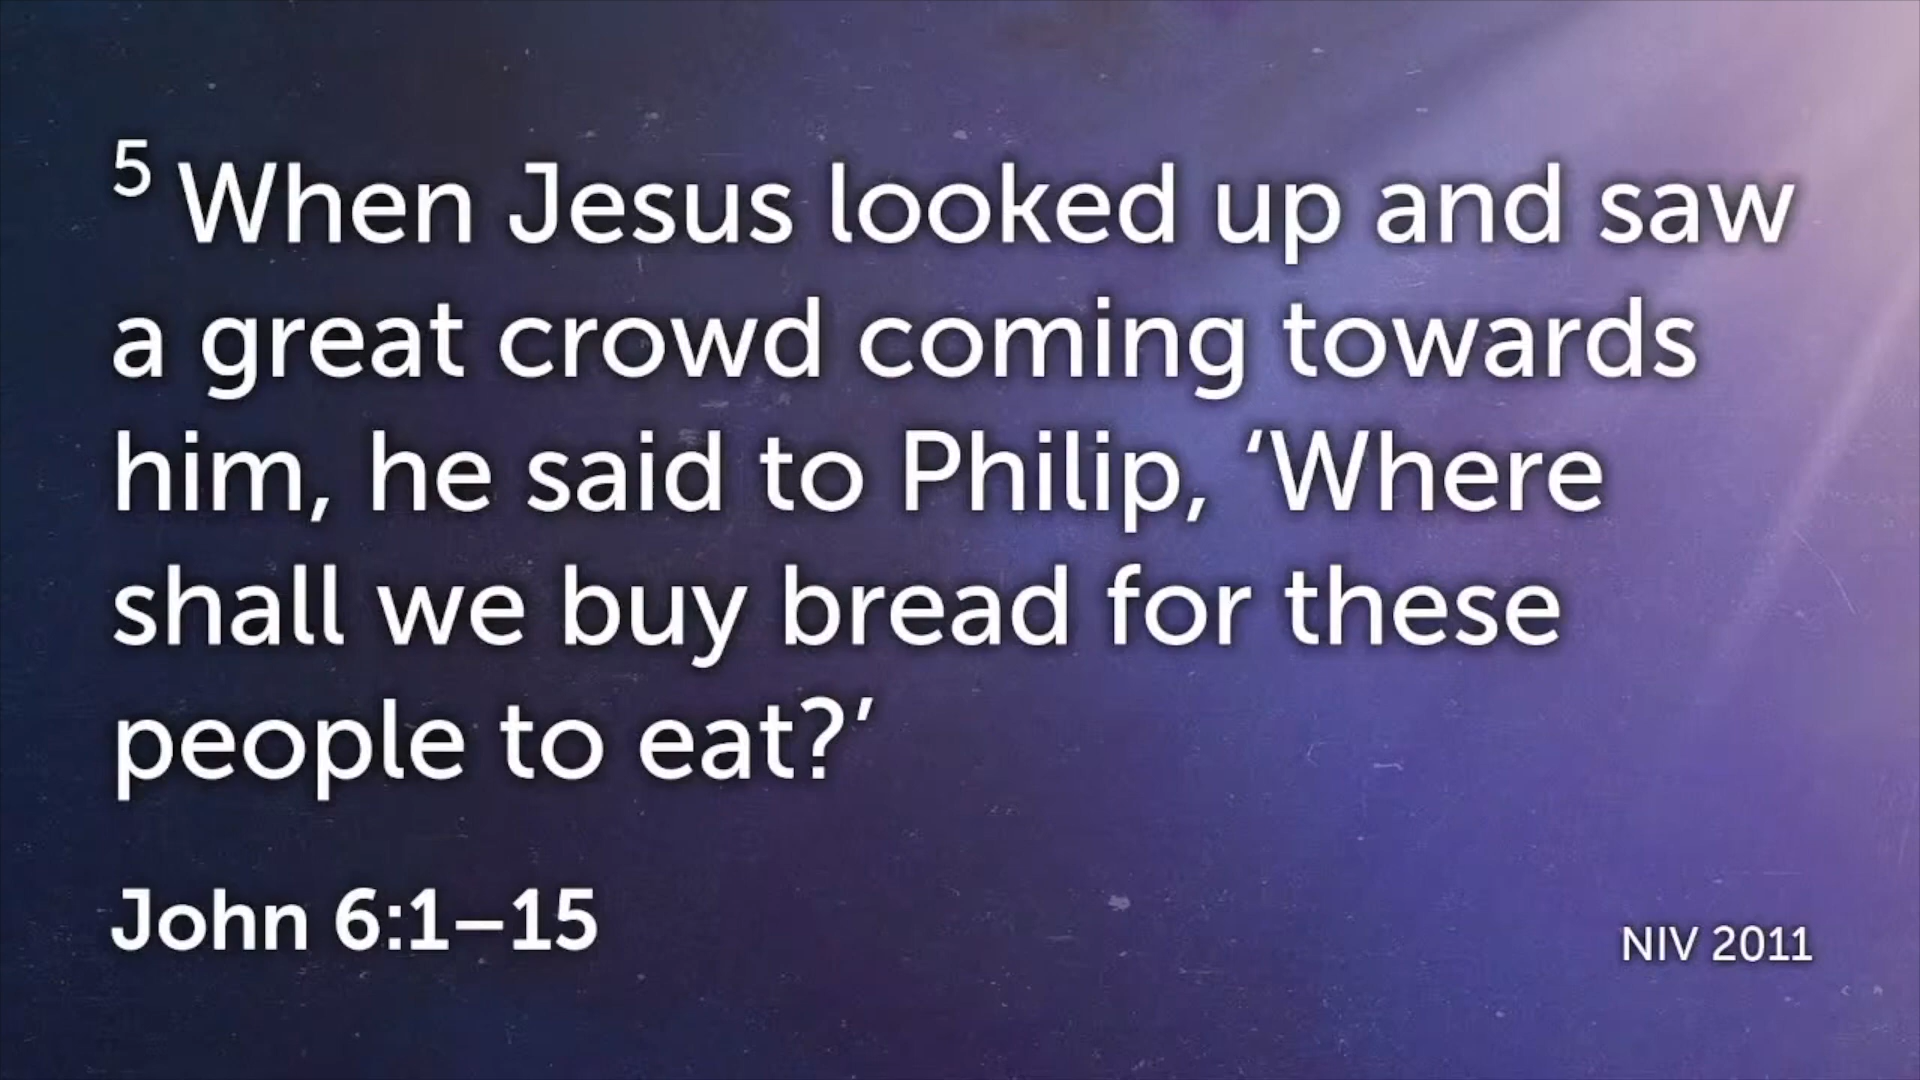 5 When Jesus looked up and saw
a great crowd coming towards
him, he said to Philip, ‘Where
shall we buy bread for these
people to eat?’
John 6:1–15
NIV 2011